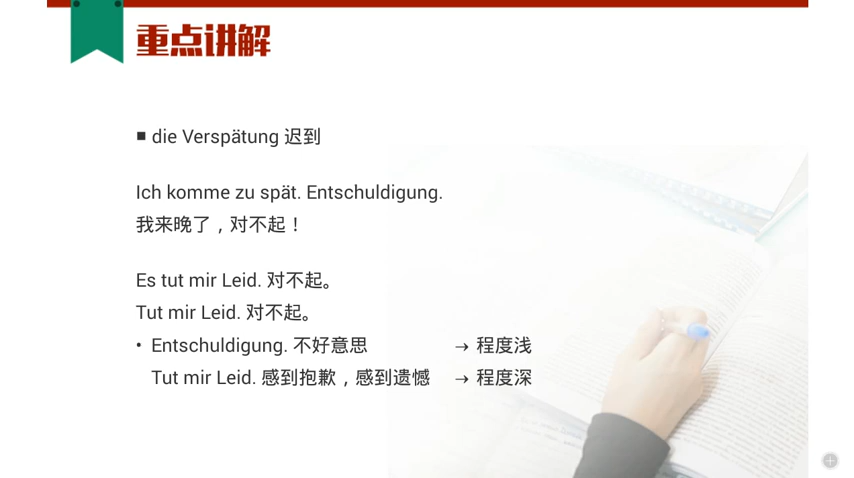 重点讲解
■ die Verspätung 迟到
Ich komme zu spät. Entschuldigung.
我来晚了，对不起！
Es tut mir Leid. 对不起。
Tut mir Leid. 对不起。
• Entschuldigung. 不好意思 → 程度浅
Tut mir Leid. 感到抱歉，感到遗憾 → 程度深